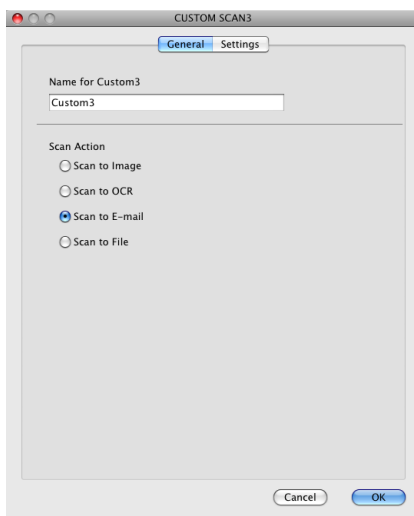 CUSTOM SCAN3
General Settings
Name for Custom3
Custom3
Scan Action
Scan to Image
Scan to OCR
Scan to E-mail
Scan to File
Cancel OK